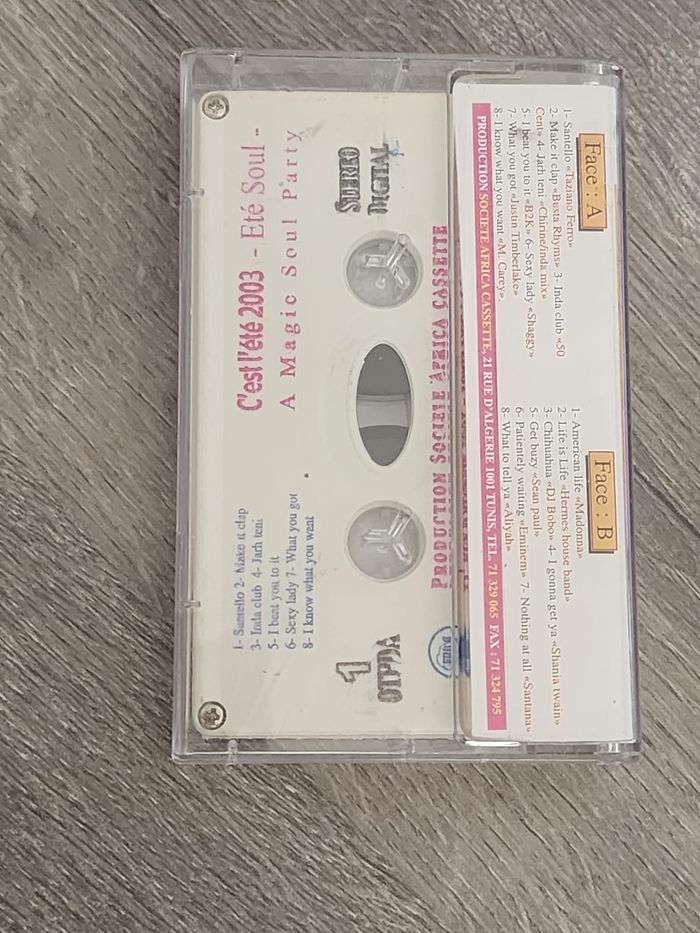 Face : A
1- Santello «Taziano Ferro»
2- Make it clap «Busta Rhyms» 3- Inda club «50
Cent» 4- Jarh teni «Chirine/inda mix»
5- I beat you to it «B2K» 6- Sexy lady «Shaggy»
7- What you got «Justin Timberlake»
8- I know what you want «M. Carey».
Face : B
1- American life «Madonna»
2- Life is Life «Hermes house band»
3- Chihuahua «DJ Bobo» 4- I gonna get ya «Shania twain»
5- Get buzy «Sean paul»
6- Patientely waiting «Eminem» 7- Nothing at all «Santana»
8- What to tell ya «Aliyah»
PRODUCTION SOCIETE AFRICA CASSETTE, 21 RUE D'ALGERIE 1001 TUNIS, TEL. 71 329 065 FAX : 71 324 795
C'est l'été 2003 - Eté Soul -
A Magic Soul Party
STEREO
DIGITAL
1- Santello 2- Make it clap
3- Inda club 4- Jarh teni
5- I beat you to it
6- Sexy lady 7- What you got
8- I know what you want
1
OTPDA
PRODUCTION SOCIETE AFRICA CASSETTE